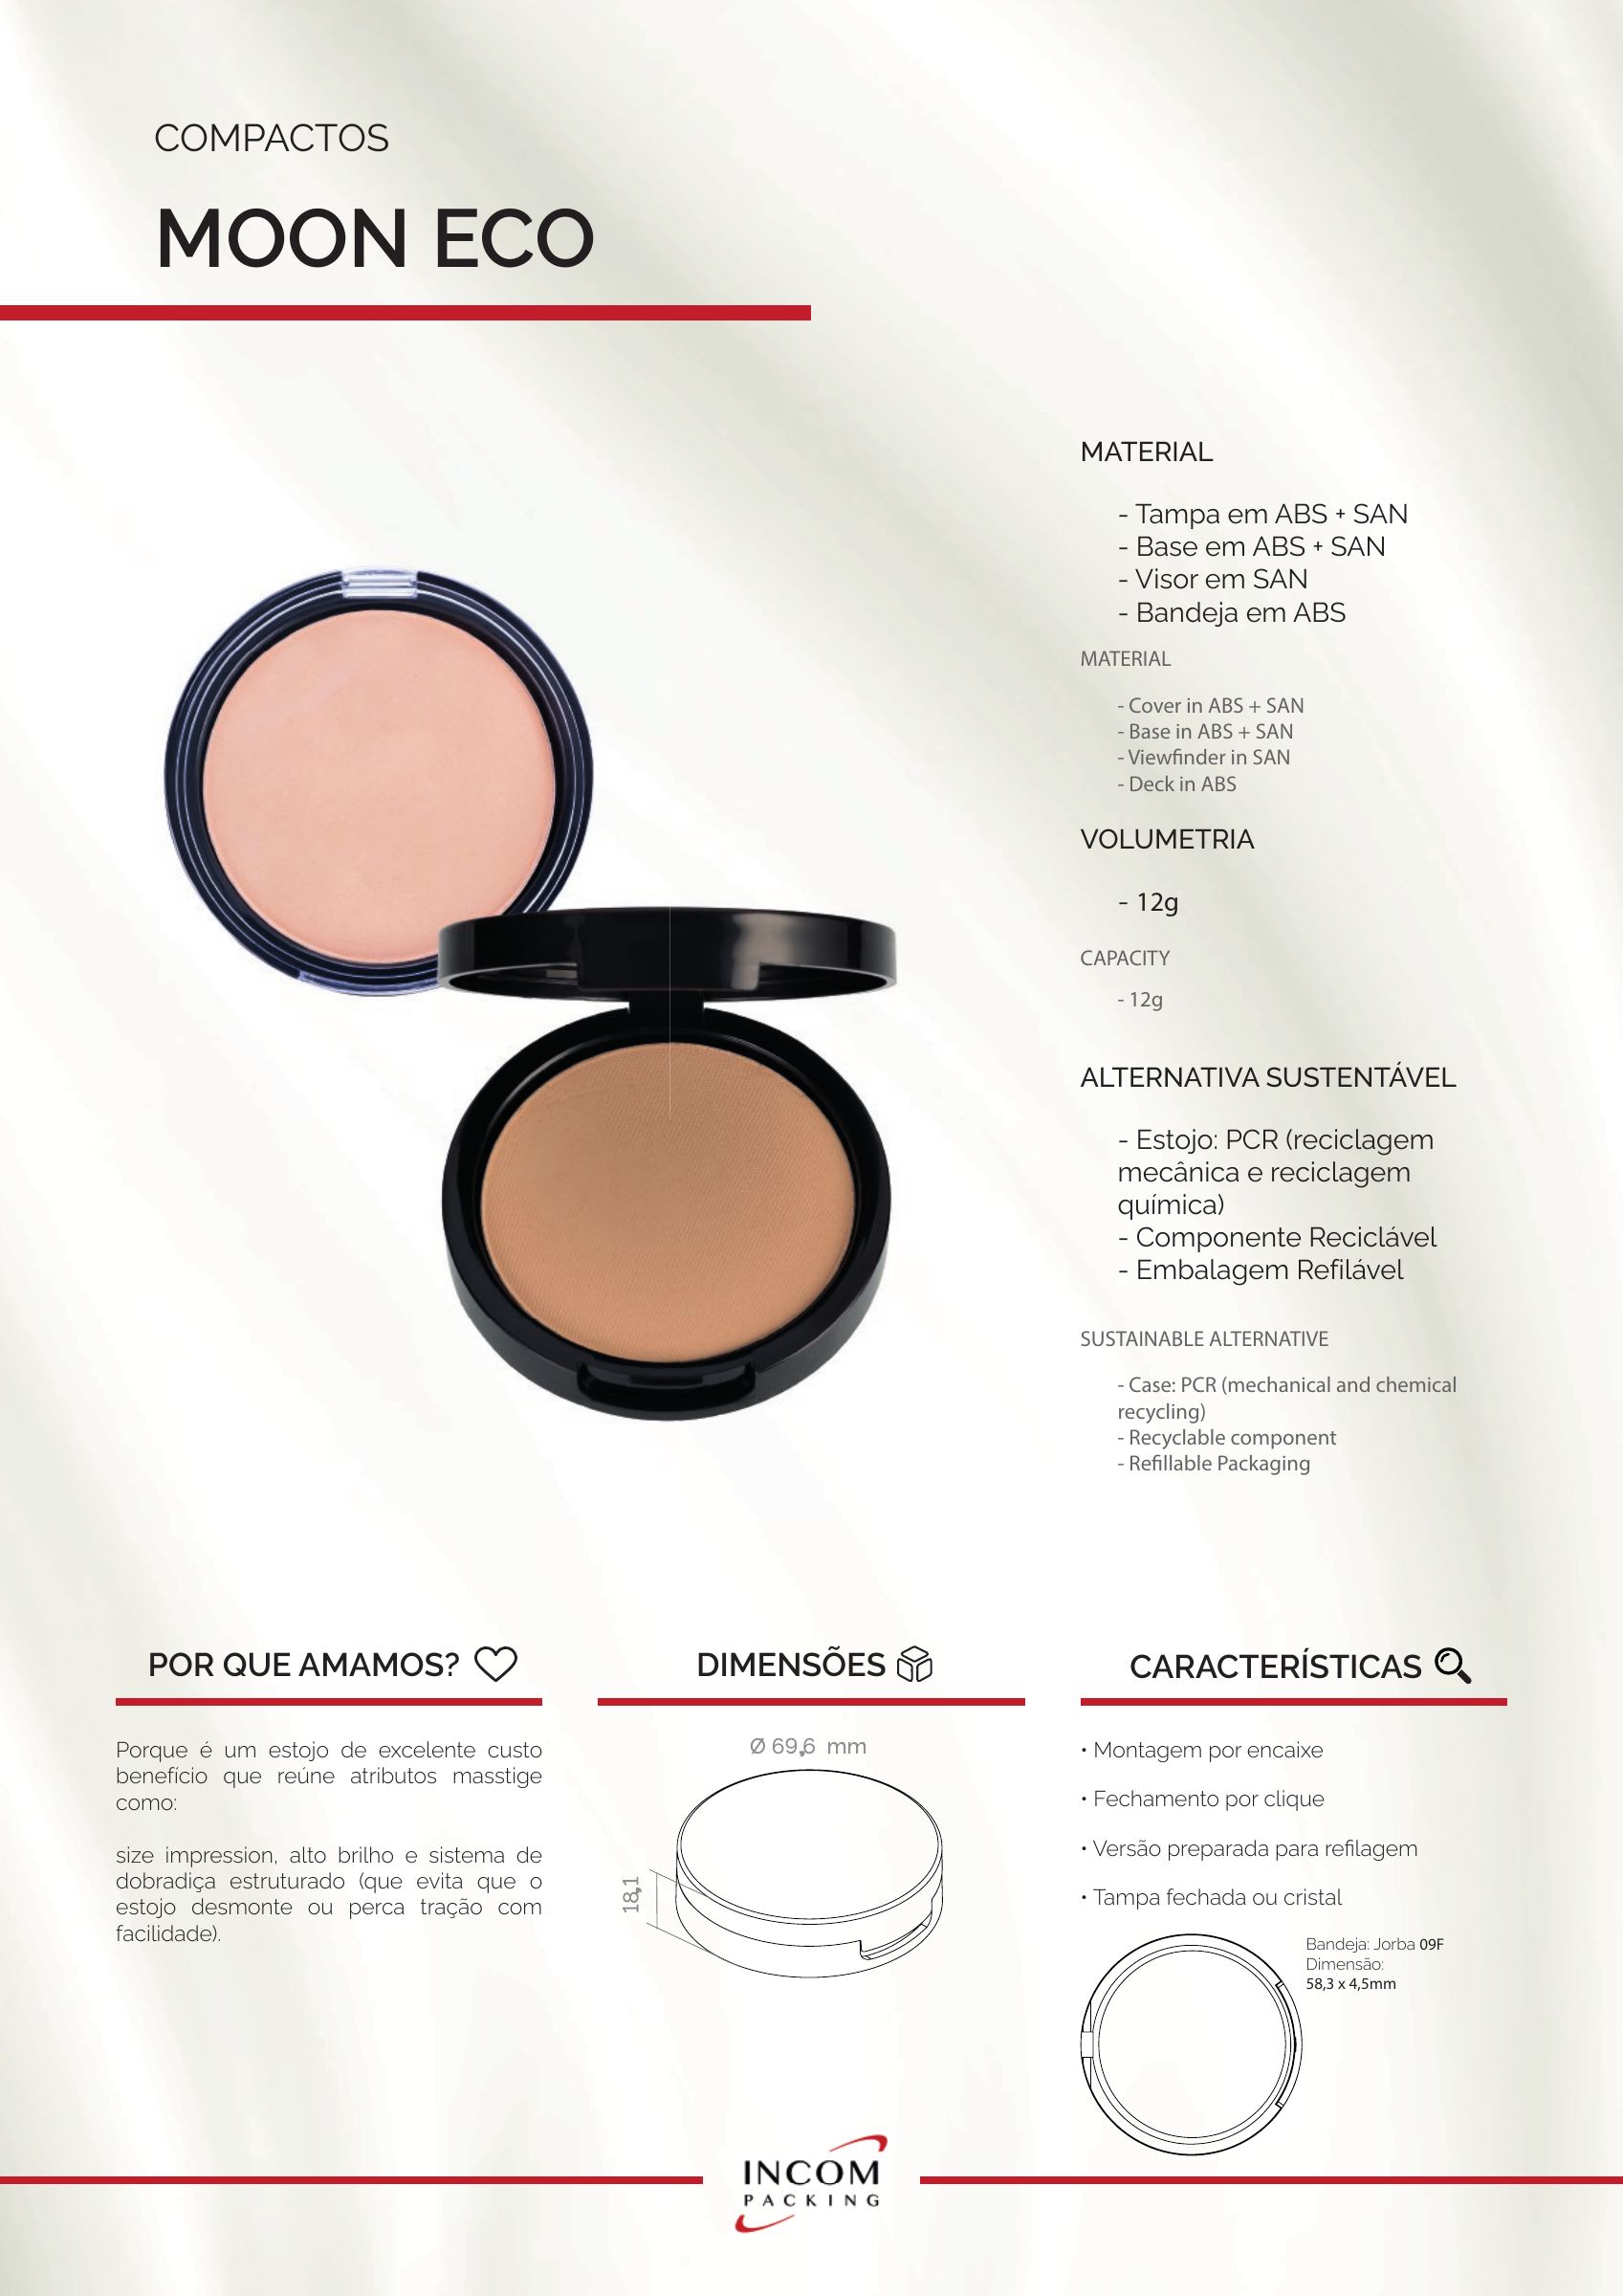 COMPACTOS
MOON ECO
MATERIAL
- Tampa em ABS + SAN
- Base em ABS + SAN
- Visor em SAN
- Bandeja em ABS
MATERIAL
- Cover in ABS + SAN
- Base in ABS + SAN
- Viewfinder in SAN
- Deck in ABS
VOLUMETRIA
- 12g
CAPACITY
- 12g
ALTERNATIVA SUSTENTÁVEL
- Estojo: PCR (reciclagem
mecânica e reciclagem
química)
- Componente Reciclável
- Embalagem Refilável
SUSTAINABLE ALTERNATIVE
- Case: PCR (mechanical and chemical
recycling)
- Recyclable component
- Refillable Packaging
POR QUE AMAMOS?
Porque é um estojo de excelente custo
benefício que reúne atributos masstige
como:
size impression, alto brilho e sistema de
dobradiça estruturado (que evita que o
estojo desmonte ou perca tração com
facilidade).
DIMENSÕES
Ø 69,6 mm
18,1
CARACTERÍSTICAS
• Montagem por encaixe
• Fechamento por clique
• Versão preparada para refilagem
• Tampa fechada ou cristal
Bandeja: Jorba 09F
Dimensão:
58,3 x 4,5mm
INCOM
PACKING